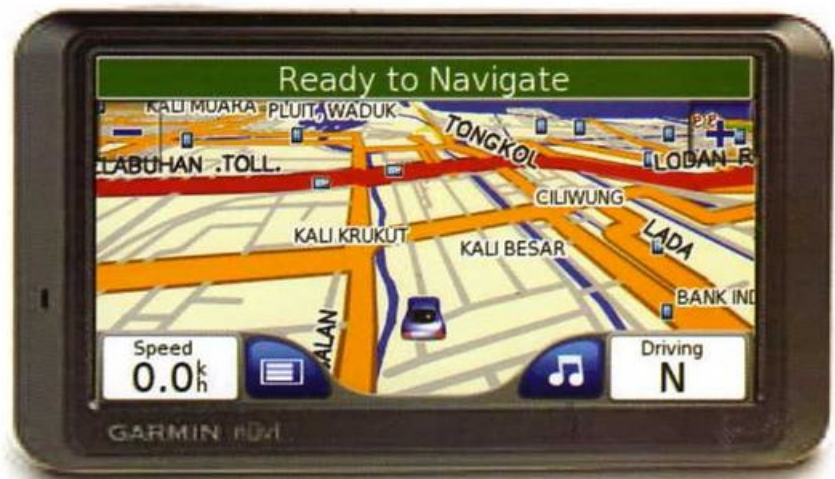 Ready to Navigate
KALI MUARA
PLUIT, WADUK
TONGKOL
LABUHAN .TOLL.
LODAN R
CILIWUNG
KALI KRUKUT
KALI BESAR
LADA
BANK IND
ALAN
Speed
0.0 k h
Driving
N
GARMIN nüvi